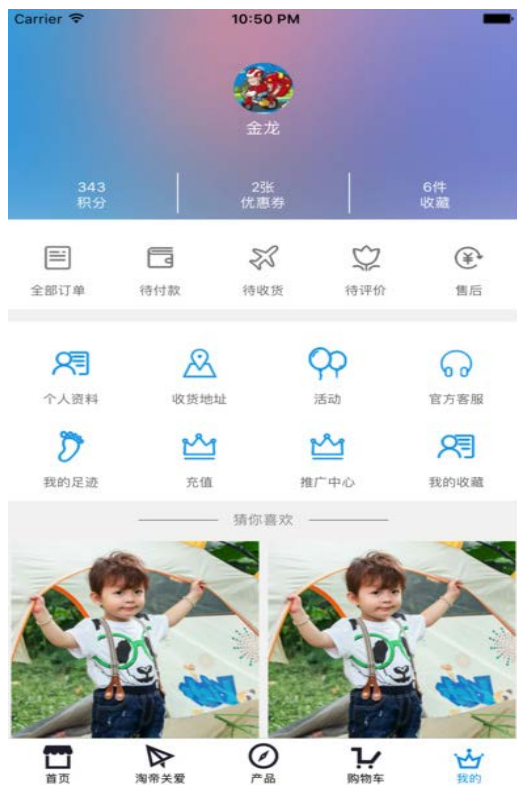 Carrier 10:50 PM
金龙
343 2张 6件
积分 优惠券 收藏
全部订单 待付款 待收货 待评价 售后
个人资料 收货地址 活动 官方客服
我的足迹 充值 推广中心 我的收藏
猜你喜欢
首页 淘帝关爱 产品 购物车 我的